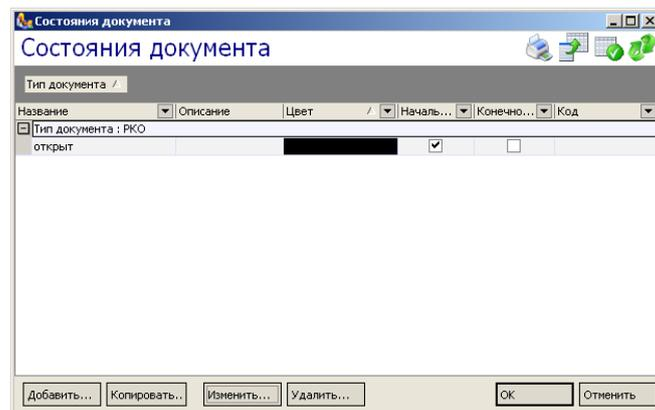 Состояния документа
Состояния документа
Тип документа
Название Описание Цвет Началь... Конечно... Код
Тип документа : РКО
открыт
Добавить... Копировать.. Изменить... Удалить... ОК Отменить